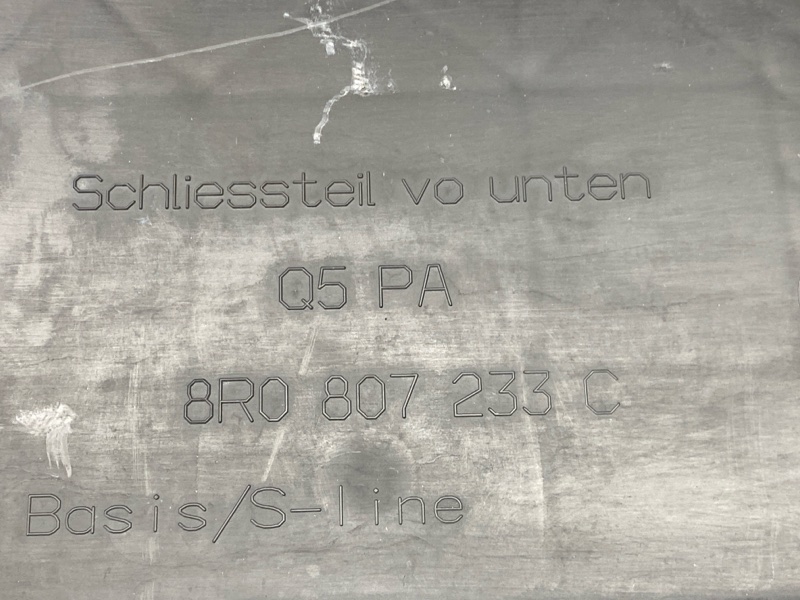 Schliessteil vo unten
Q5 PA
8R0 807 233 C
Basis/S-line